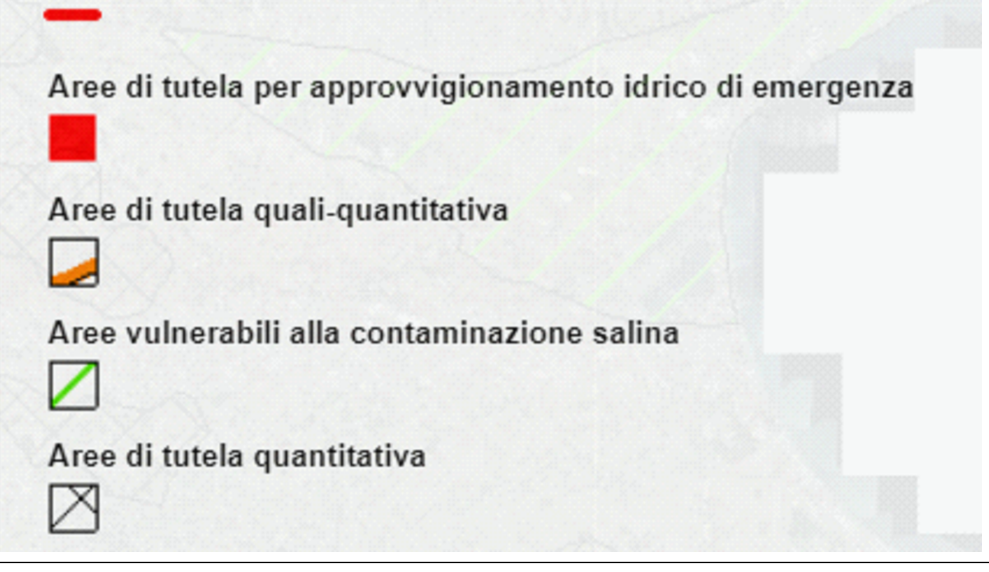 Aree di tutela per approvvigionamento idrico di emergenza
Aree di tutela quali-quantitativa
Aree vulnerabili alla contaminazione salina
Aree di tutela quantitativa